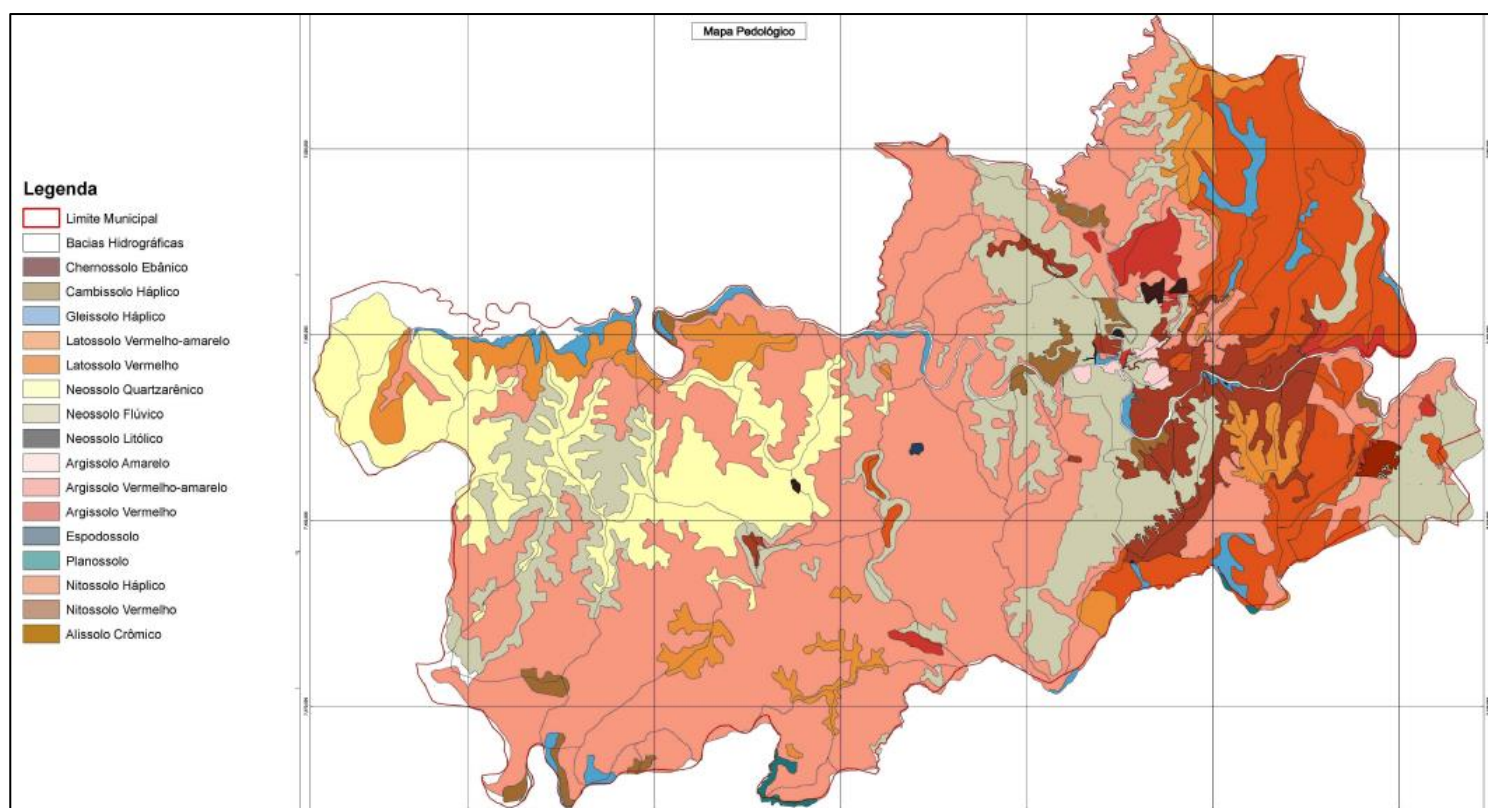 Mapa Pedológico
Legenda
Limite Municipal
Bacias Hidrográficas
Chernossolo Ebânico
Cambissolo Háplico
Gleissolo Háplico
Latossolo Vermelho-amarelo
Latossolo Vermelho
Neossolo Quartzarênico
Neossolo Flúvico
Neossolo Litólico
Argissolo Amarelo
Argissolo Vermelho-amarelo
Argissolo Vermelho
Espodossolo
Planossolo
Nitossolo Háplico
Nitossolo Vermelho
Alissolo Crômico